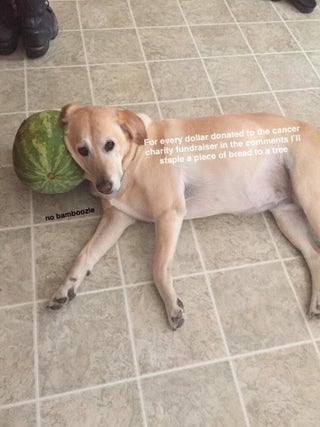 For every dollar donated to the cancer
charity fundraiser in the comments I'll
staple a piece of bread to a tree
no bamboozle